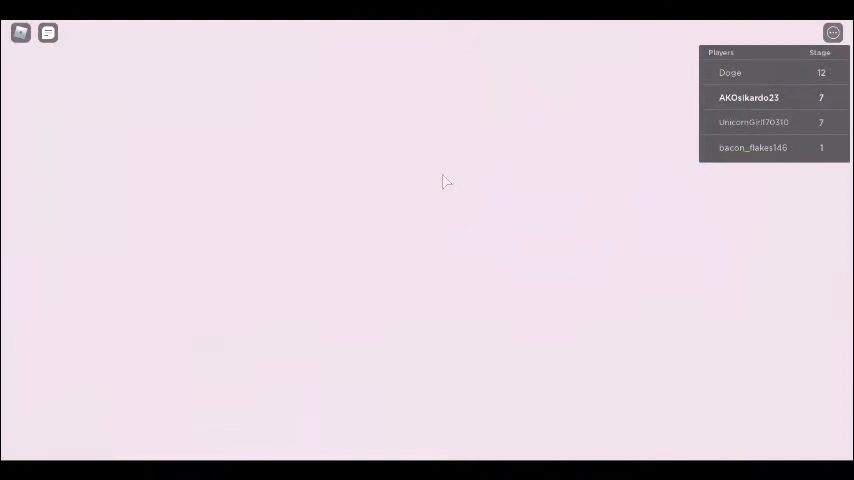 Players Stage
Doge 12
AKOsikardo23 7
UnicornGirl170310 7
bacon_flakes146 1